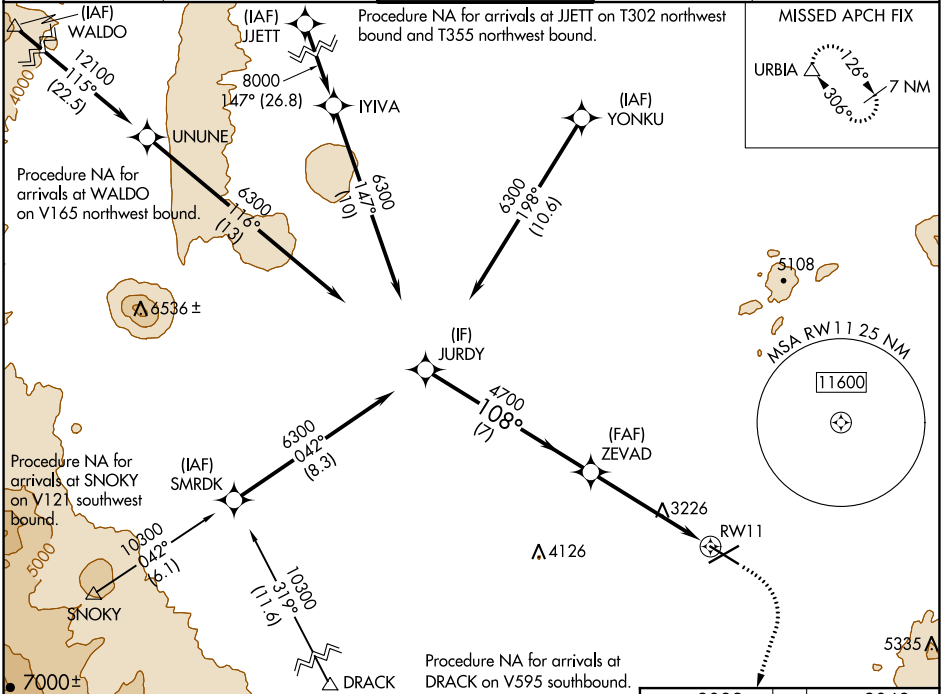 (IAF)
WALDO
12100
115°
(22.5)
4000
UNUNE
Procedure NA for
arrivals at WALDO
on V165 northwest bound.
6300
116°
(13)
(IAF)
JJETT
Procedure NA for arrivals at JJETT on T302 northwest
bound and T355 northwest bound.
8000
147° (26.8)
IYIVA
6300
147°
(10)
(IAF)
YONKU
6300
198°
(10.6)
MISSED APCH FIX
URBIA
126°
306°
7 NM
6536 ±
5108
MSA RW11 25 NM
11600
(IF)
JURDY
4700
108°
(7)
(FAF)
ZEVAD
3226
RW11
4126
6300
042°
(8.3)
(IAF)
SMRDK
Procedure NA for
arrivals at SNOKY
on V121 southwest
bound.
10300
042°
(6.1)
5000
SNOKY
10300
319°
(11.6)
DRACK
Procedure NA for arrivals at
DRACK on V595 southbound.
7000±
5335